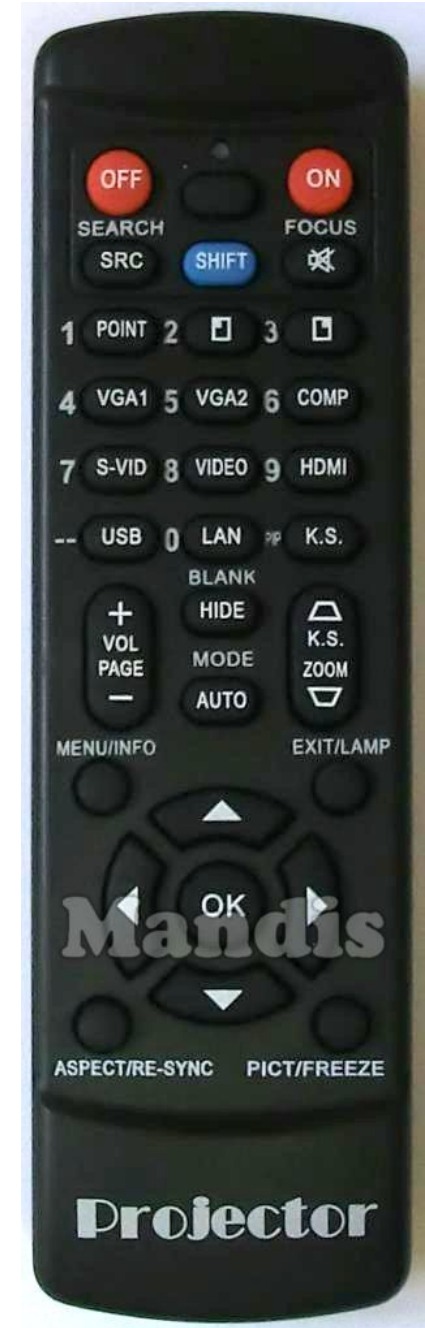 OFF ON
SEARCH FOCUS
SRC SHIFT
1 POINT 2 3
4 VGA1 5 VGA2 6 COMP
7 S-VID 8 VIDEO 9 HDMI
-- USB 0 LAN PIP K.S.
BLANK
+ HIDE
VOL K.S.
PAGE MODE ZOOM
- AUTO
MENU/INFO EXIT/LAMP
OK
Mandis
ASPECT/RE-SYNC PICT/FREEZE
Projector